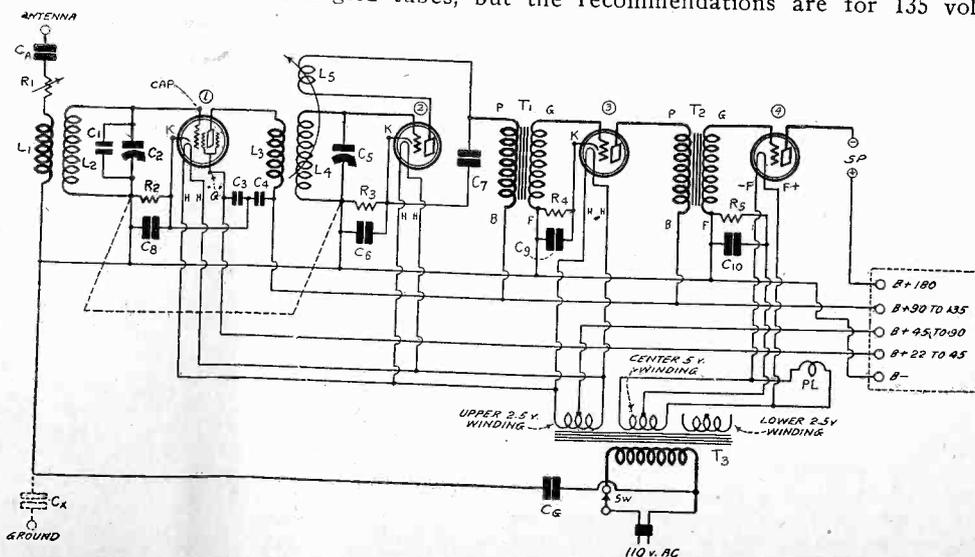 tubes, but the recommendations are for 135
ANTENNA
CA
R1
L1
L2
C1
C2
CAP
1
K
G
H H
R2
C8
C3
C4
L3
L5
L4
C5
2
K
H H
R3
C6
C7
P
T1
G
B
F
3
K
H H
R4
C9
P
T2
G
B
F
4
-F
F+
R5
C10
-
SP
+
B+180
B+90 TO 135
B+45 TO 90
B+22 TO 45
B-
CENTER 5 V.
WINDING
PL
UPPER 2.5 V.
WINDING
LOWER 2.5V
WINDING
T3
CX
GROUND
CG
SW
110 V. AC